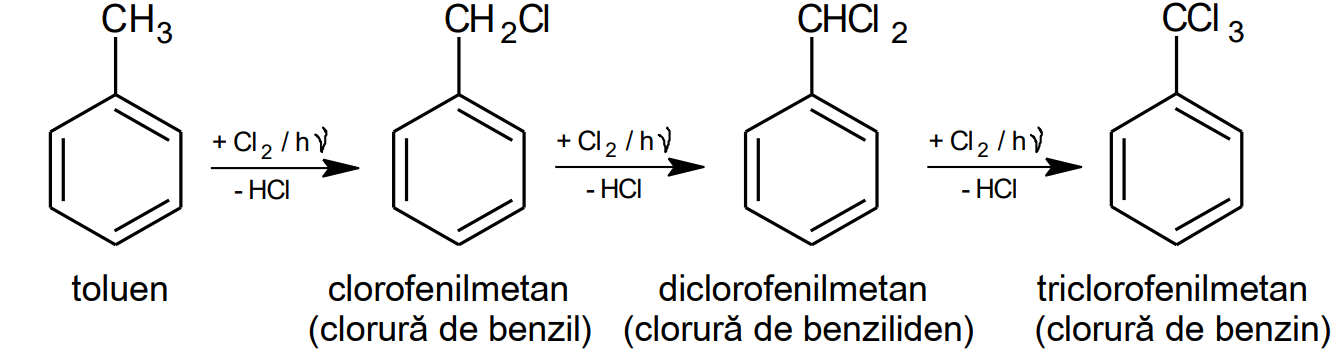 CH3 CH2Cl CHCl2 CCl3
+ Cl2 / hν + Cl2 / hν + Cl2 / hν
- HCl - HCl - HCl
toluen clorofenilmetan diclorofenilmetan triclorofenilmetan
(clorură de benzil) (clorură de benziliden) (clorură de benzin)